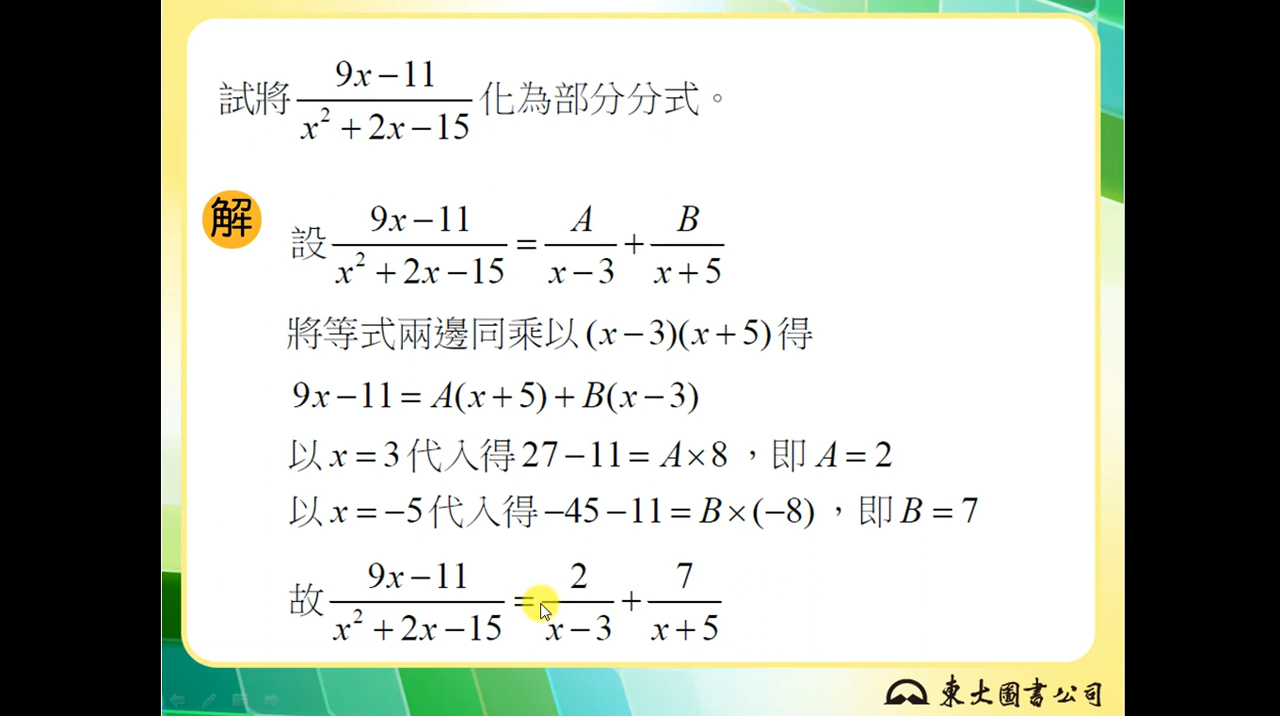 試將 (9x−11)/(x²+2x−15) 化為部分分式。
解
設 (9x−11)/(x²+2x−15) = A/(x−3) + B/(x+5)
將等式兩邊同乘以 (x−3)(x+5) 得
9x−11 = A(x+5) + B(x−3)
以 x = 3 代入得 27−11 = A×8，即 A = 2
以 x = −5 代入得 −45−11 = B×(−8)，即 B = 7
故 (9x−11)/(x²+2x−15) = 2/(x−3) + 7/(x+5)
東大圖書公司